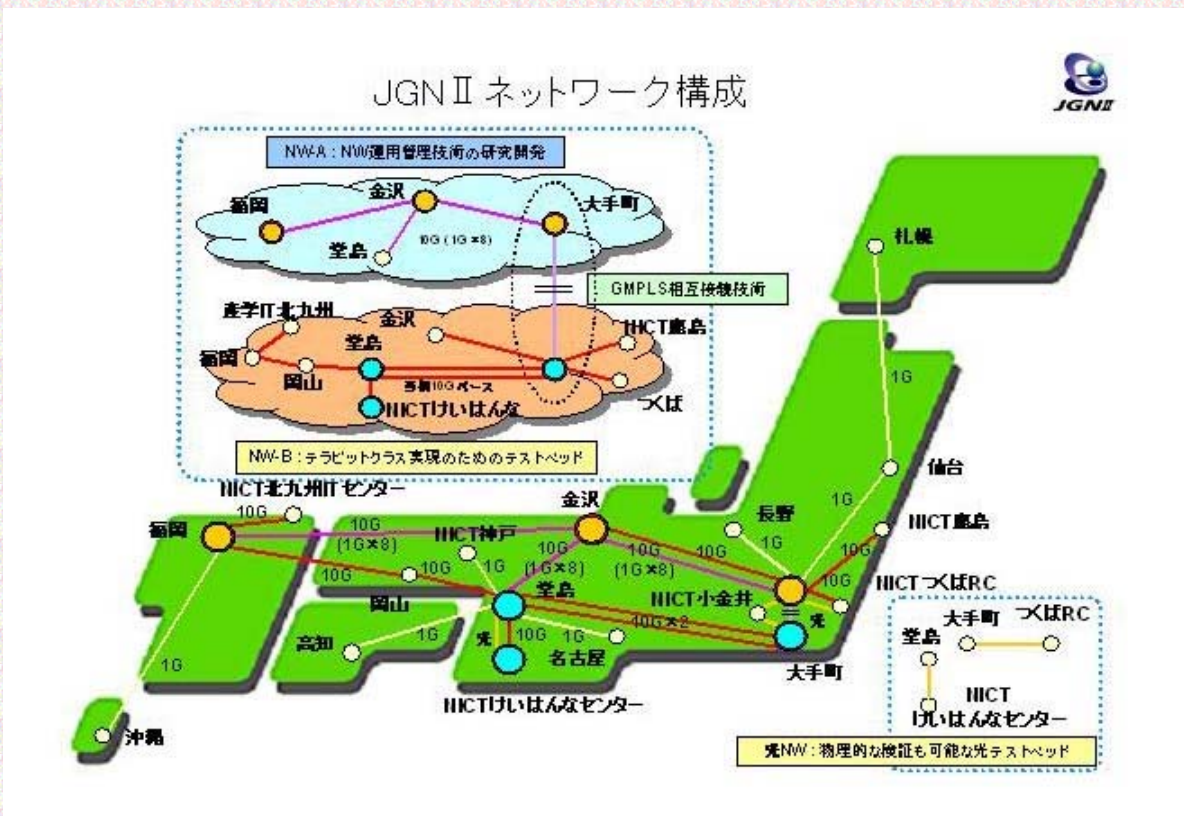 JGNⅡ ネットワーク構成
JGNⅡ
NW-A：NW運用管理技術の研究開発
福岡
金沢
大手町
堂島
10G (1G×8)
GMPLS相互接続技術
産学IT北九州
金沢
NICT鹿島
福岡
堂島
岡山
各構10Gベース
つくば
NICTけいはんな
NW-B：テラビットクラス実現のためのテストベッド
札幌
1G
仙台
1G
NICT北九州ITセンター
福岡
10G
10G
(1G×8)
10G
NICT神戸
1G
10G
岡山
金沢
10G
(1G×8)
10G
(1G×8)
10G
長野
1G
NICT鹿島
10G
10G
NICTつくばRC
NICT小金井
堂島
10G×2
光
光
10G
1G
名古屋
高知
1G
大手町
NICTけいはんなセンター
1G
沖縄
大手町
つくばRC
堂島
NICT
けいはんなセンター
光NW：物理的な検証も可能な光テストベッド